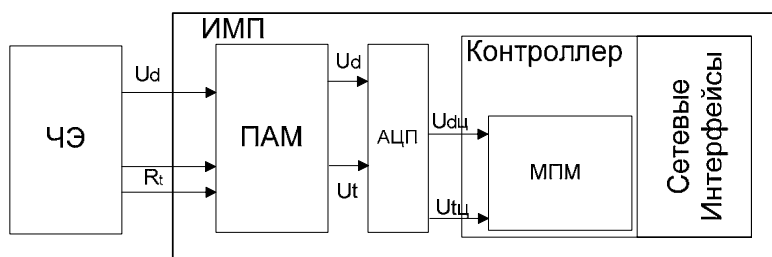 ИМП
Контроллер
ЧЭ
Ud
Rt
ПАМ
Ud
Ut
АЦП
Udц
Utц
МПМ
Сетевые
Интерфейсы